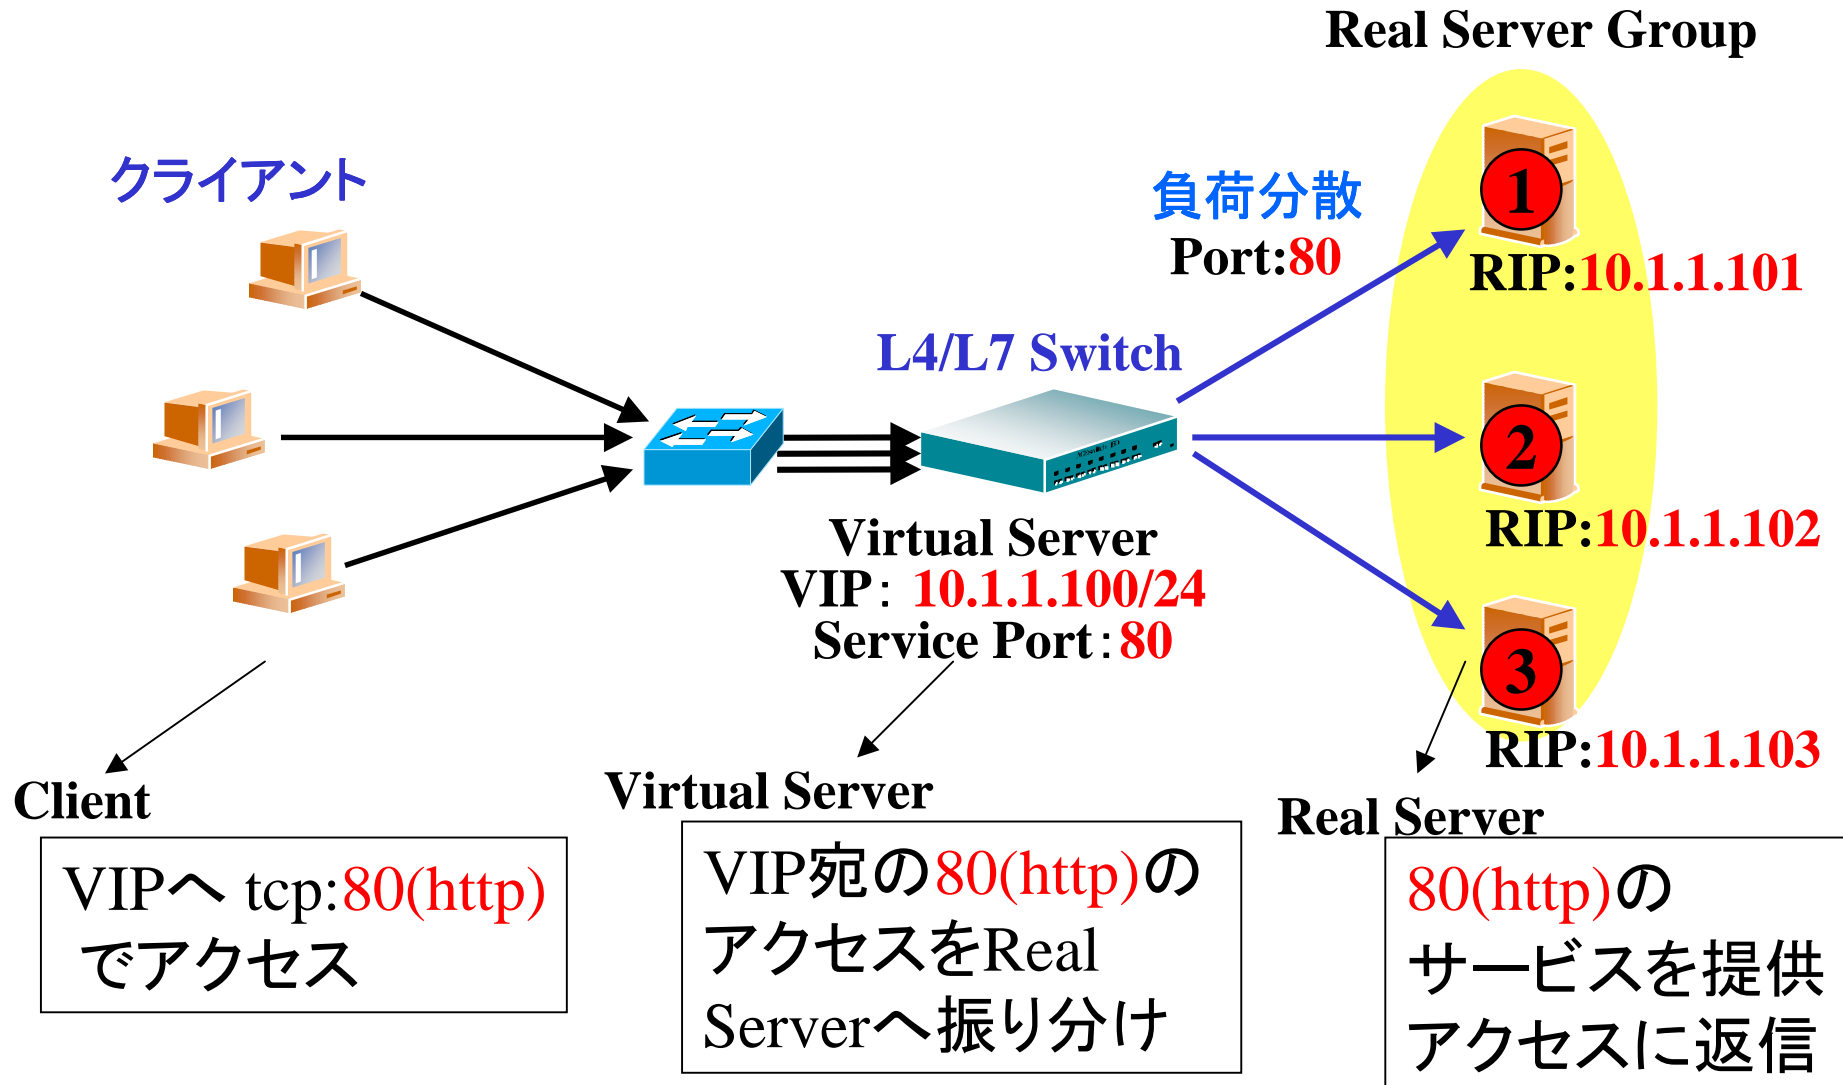 Real Server Group
クライアント
負荷分散
Port:80
1
RIP:10.1.1.101
L4/L7 Switch
2
RIP:10.1.1.102
Virtual Server
VIP： 10.1.1.100/24
Service Port：80
3
RIP:10.1.1.103
Client
VIPへ tcp:80(http)
でアクセス
Virtual Server
VIP宛の80(http)の
アクセスをReal
Serverへ振り分け
Real Server
80(http)の
サービスを提供
アクセスに返信